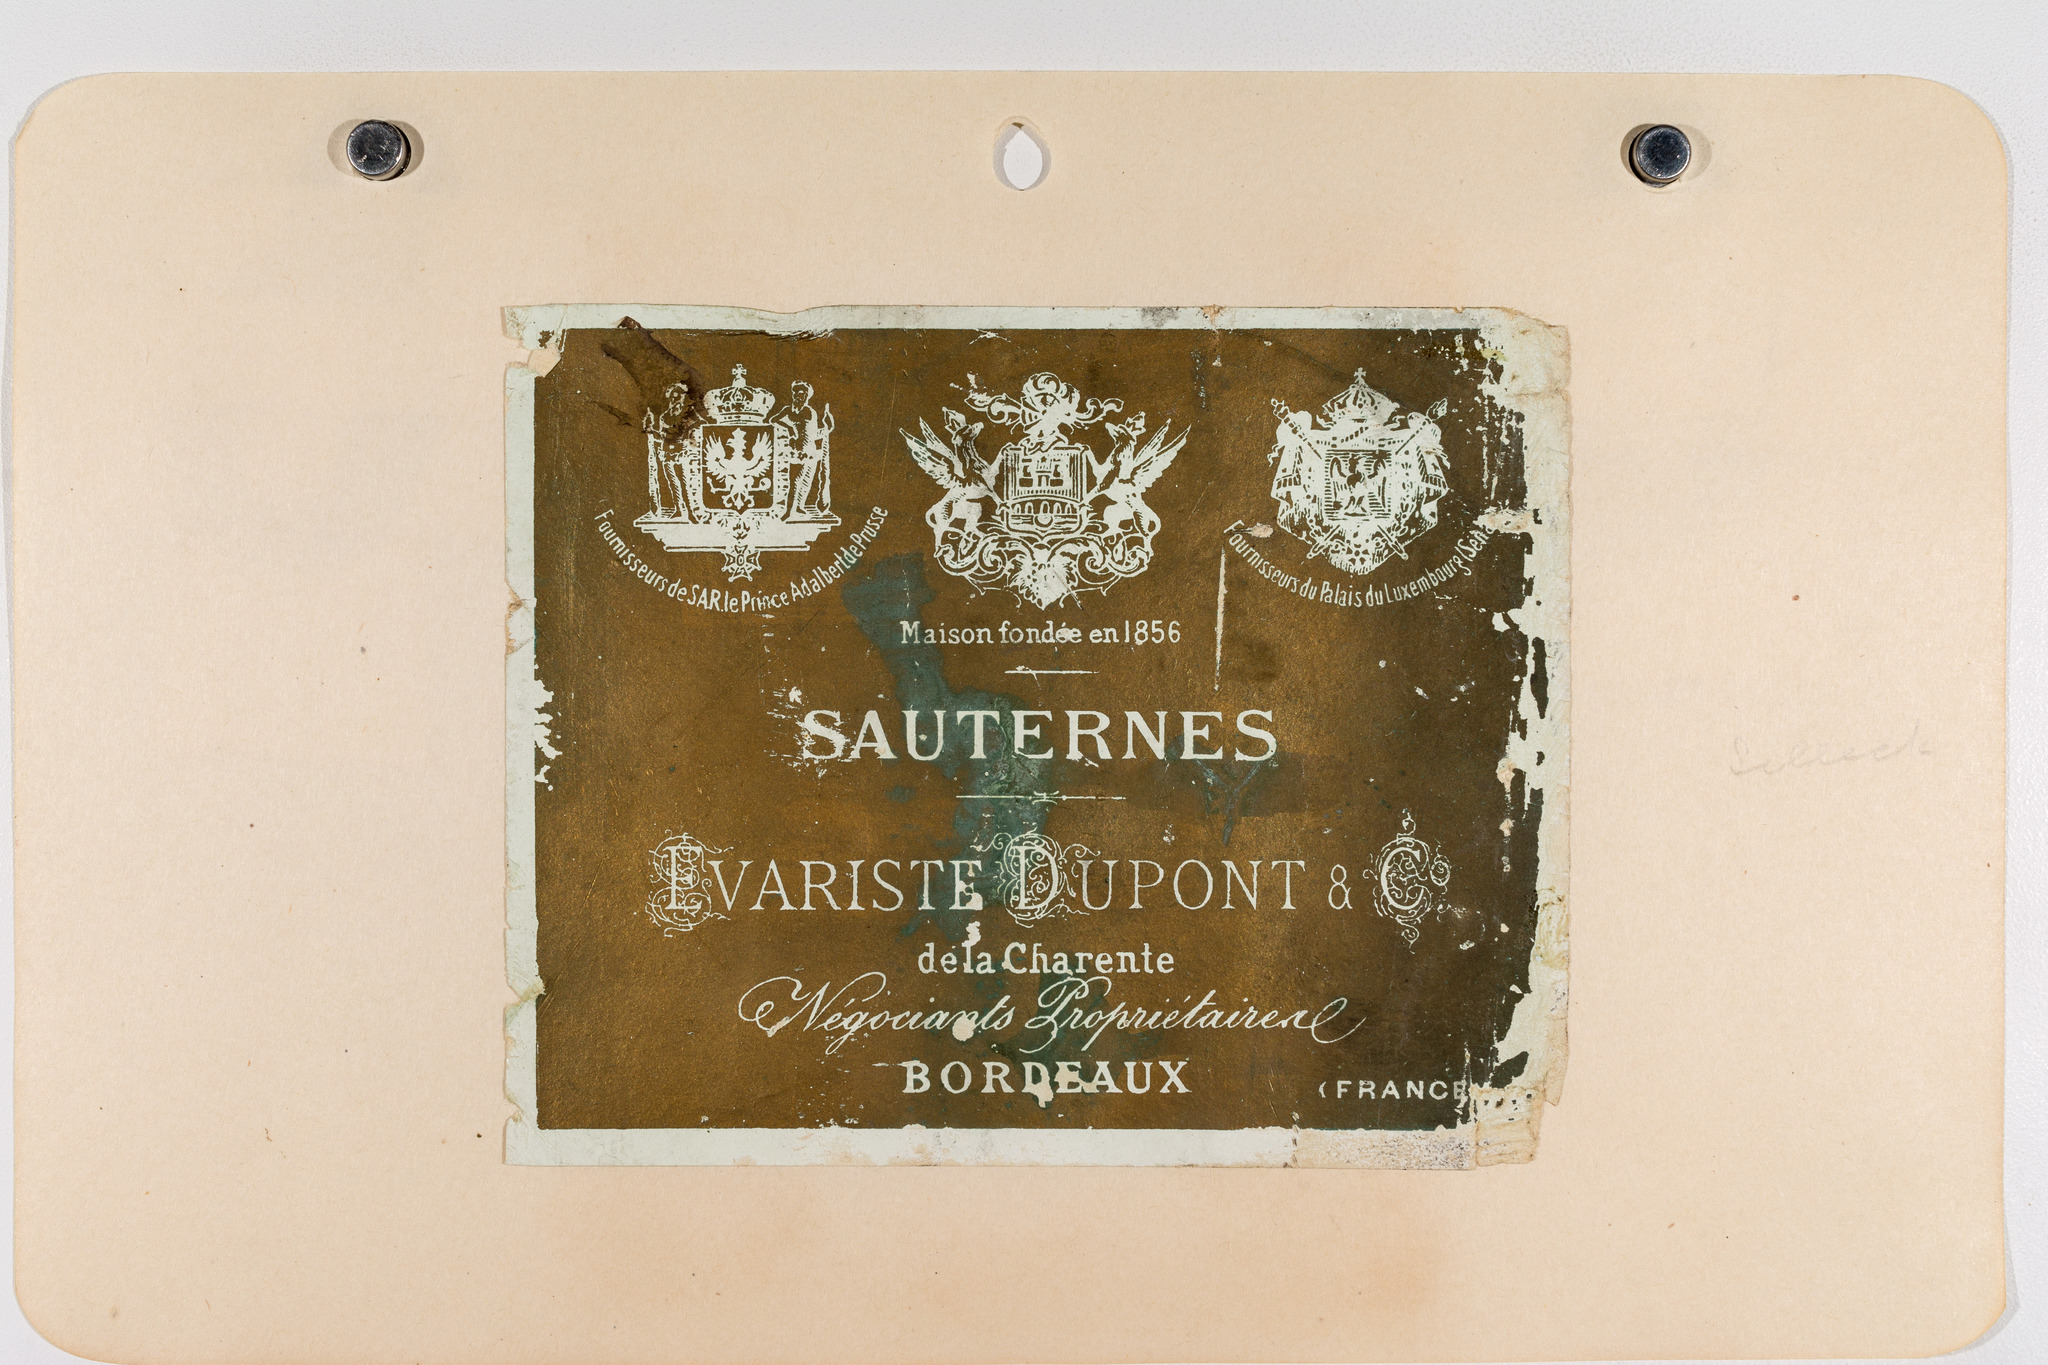 Fournisseurs de S.A.R. le Prince Adalbert de Prusse
Fournisseurs du Palais du Luxembourg
Maison fondée en 1856
SAUTERNES
EVARISTE DUPONT & C°
de la Charente
Négociants Propriétaires
BORDEAUX
(FRANCE